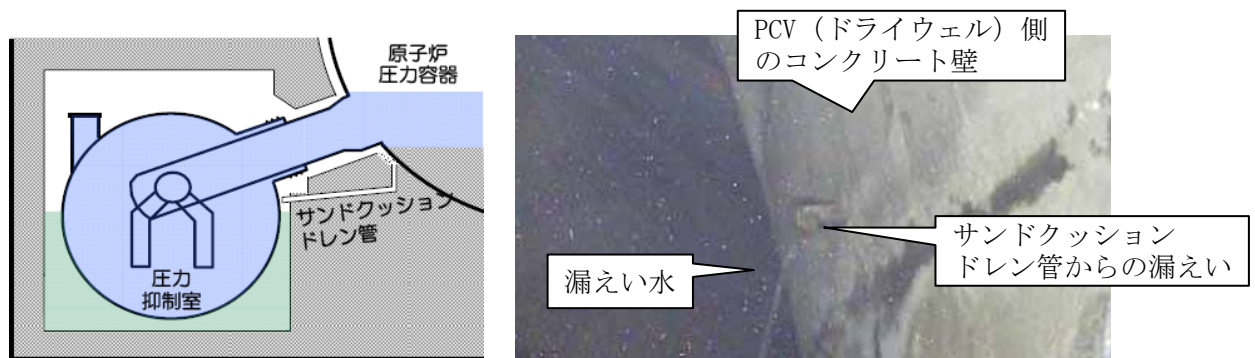 原子炉
圧力容器
サンドクッション
ドレン管
圧力
抑制室
PCV（ドライウェル）側
のコンクリート壁
漏えい水
サンドクッション
ドレン管からの漏えい